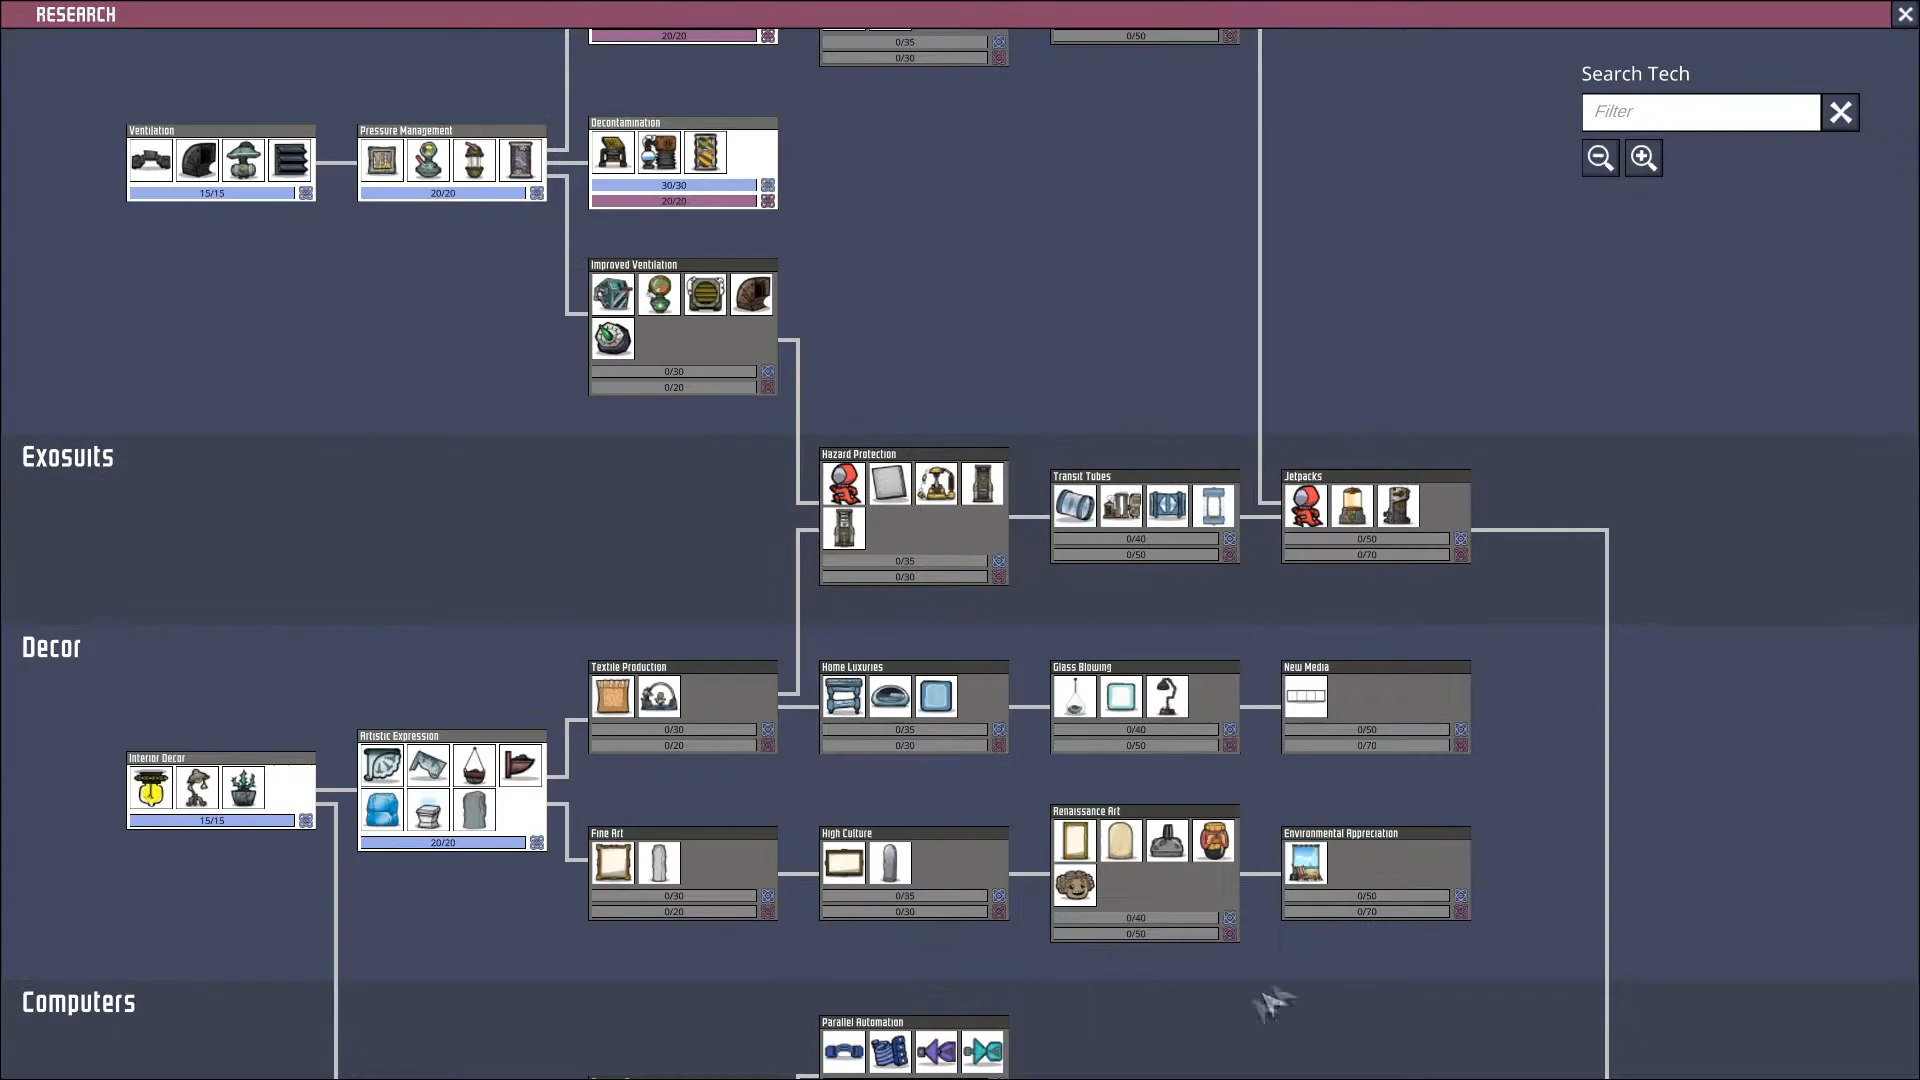 RESEARCH
20/20
0/35
0/30
0/50
Search Tech
Filter
Ventilation
15/15
Pressure Management
20/20
Decontamination
30/30
20/20
Improved Ventilation
0/30
0/20
Exosuits
Hazard Protection
0/35
0/30
Transit Tubes
0/40
0/50
Jetpacks
0/50
0/70
Decor
Interior Decor
15/15
Artistic Expression
20/20
Textile Production
0/30
0/20
Home Luxuries
0/35
0/30
Glass Blowing
0/40
0/50
New Media
0/50
0/70
Fine Art
0/30
0/20
High Culture
0/35
0/30
Renaissance Art
0/40
0/50
Environmental Appreciation
0/50
0/70
Computers
Parallel Automation